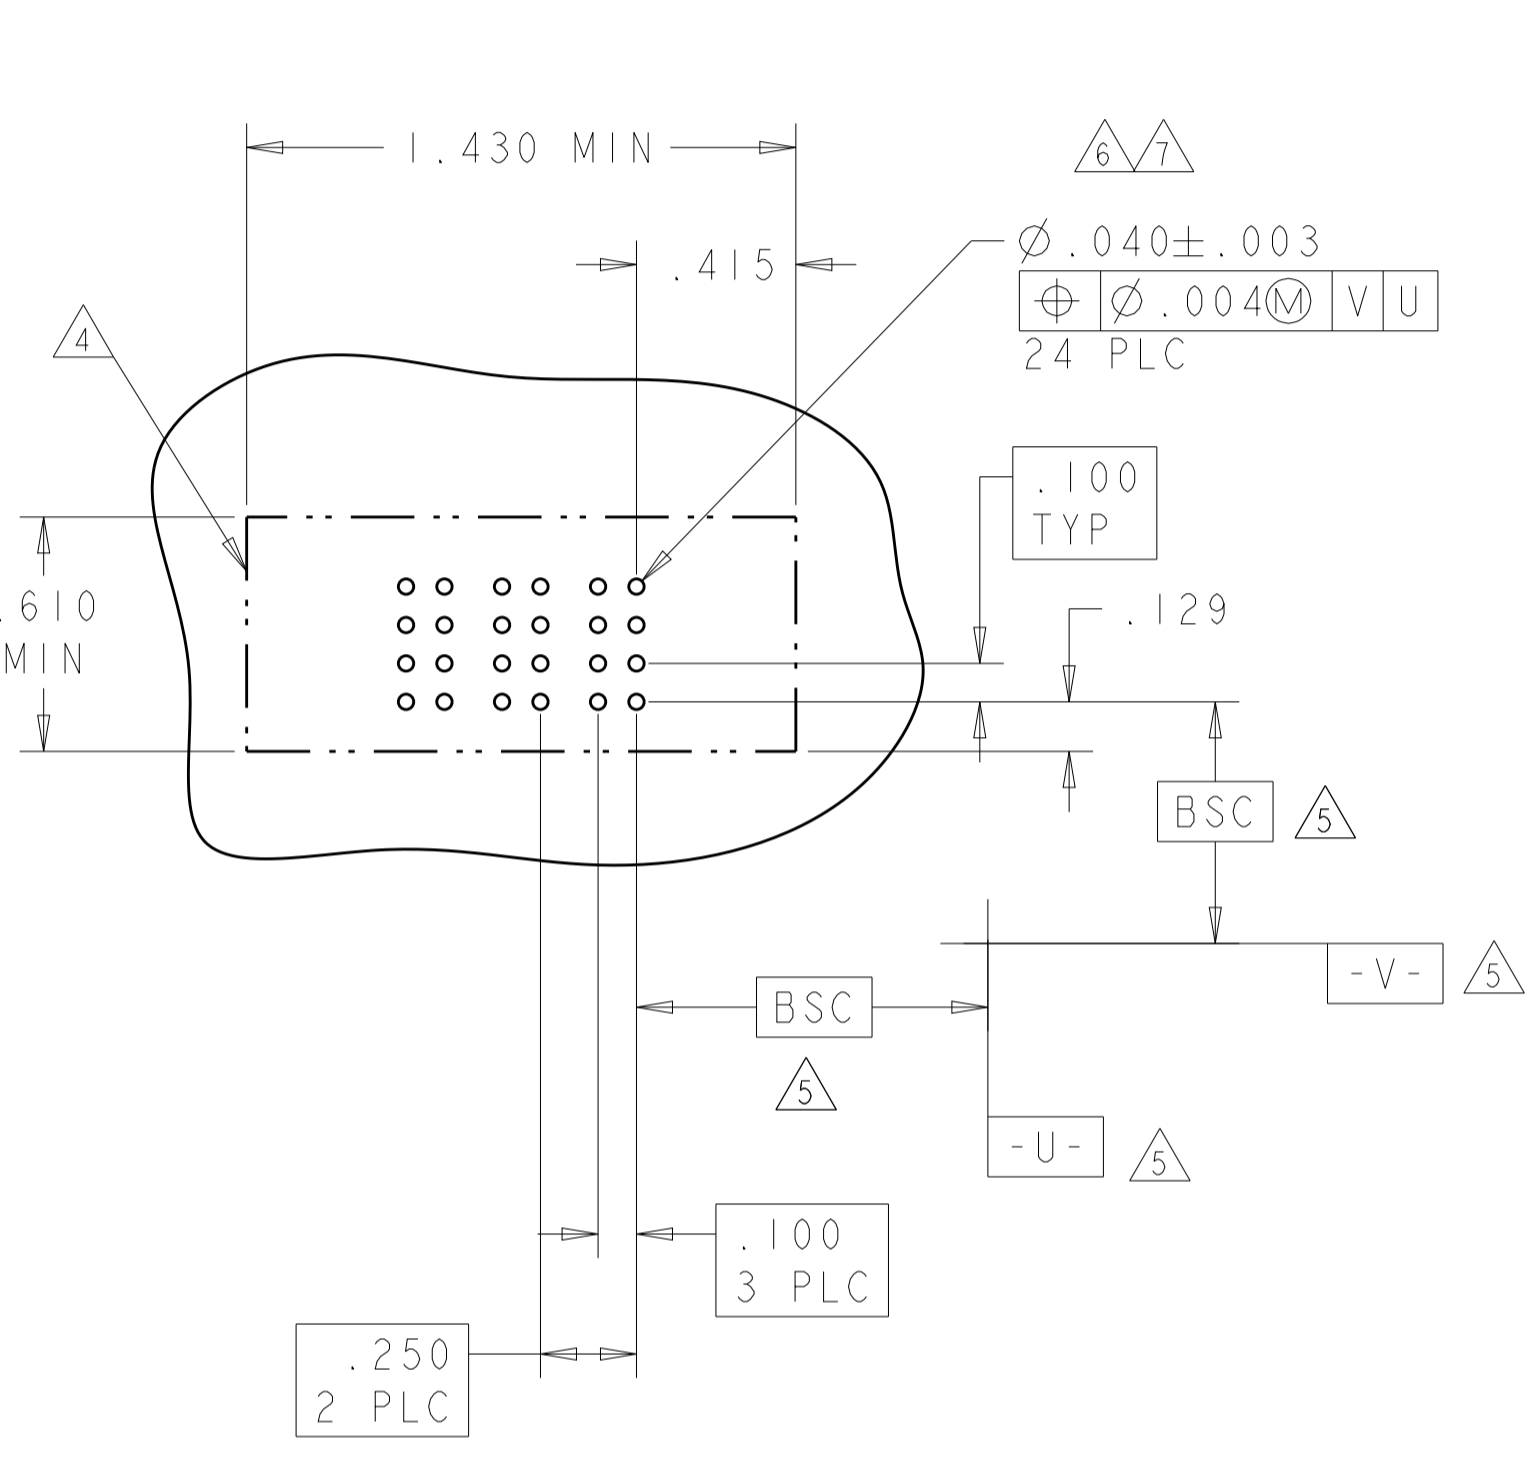 1.430 MIN
6 7
.415
Ø.040±.003
⌖ Ø.004Ⓜ V U
24 PLC
4
.100
TYP
.610
MIN
.129
BSC 5
-V- 5
BSC
5
-U- 5
.100
3 PLC
.250
2 PLC